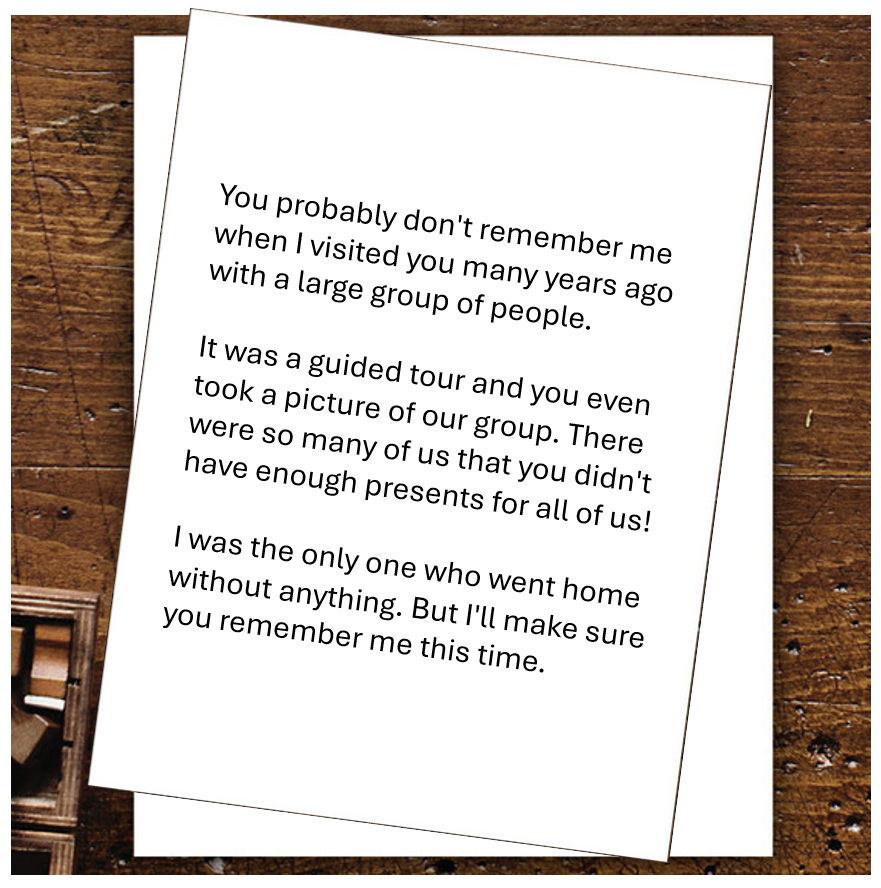 You probably don't remember me
when I visited you many years ago
with a large group of people.
It was a guided tour and you even
took a picture of our group. There
were so many of us that you didn't
have enough presents for all of us!
I was the only one who went home
without anything. But I'll make sure
you remember me this time.